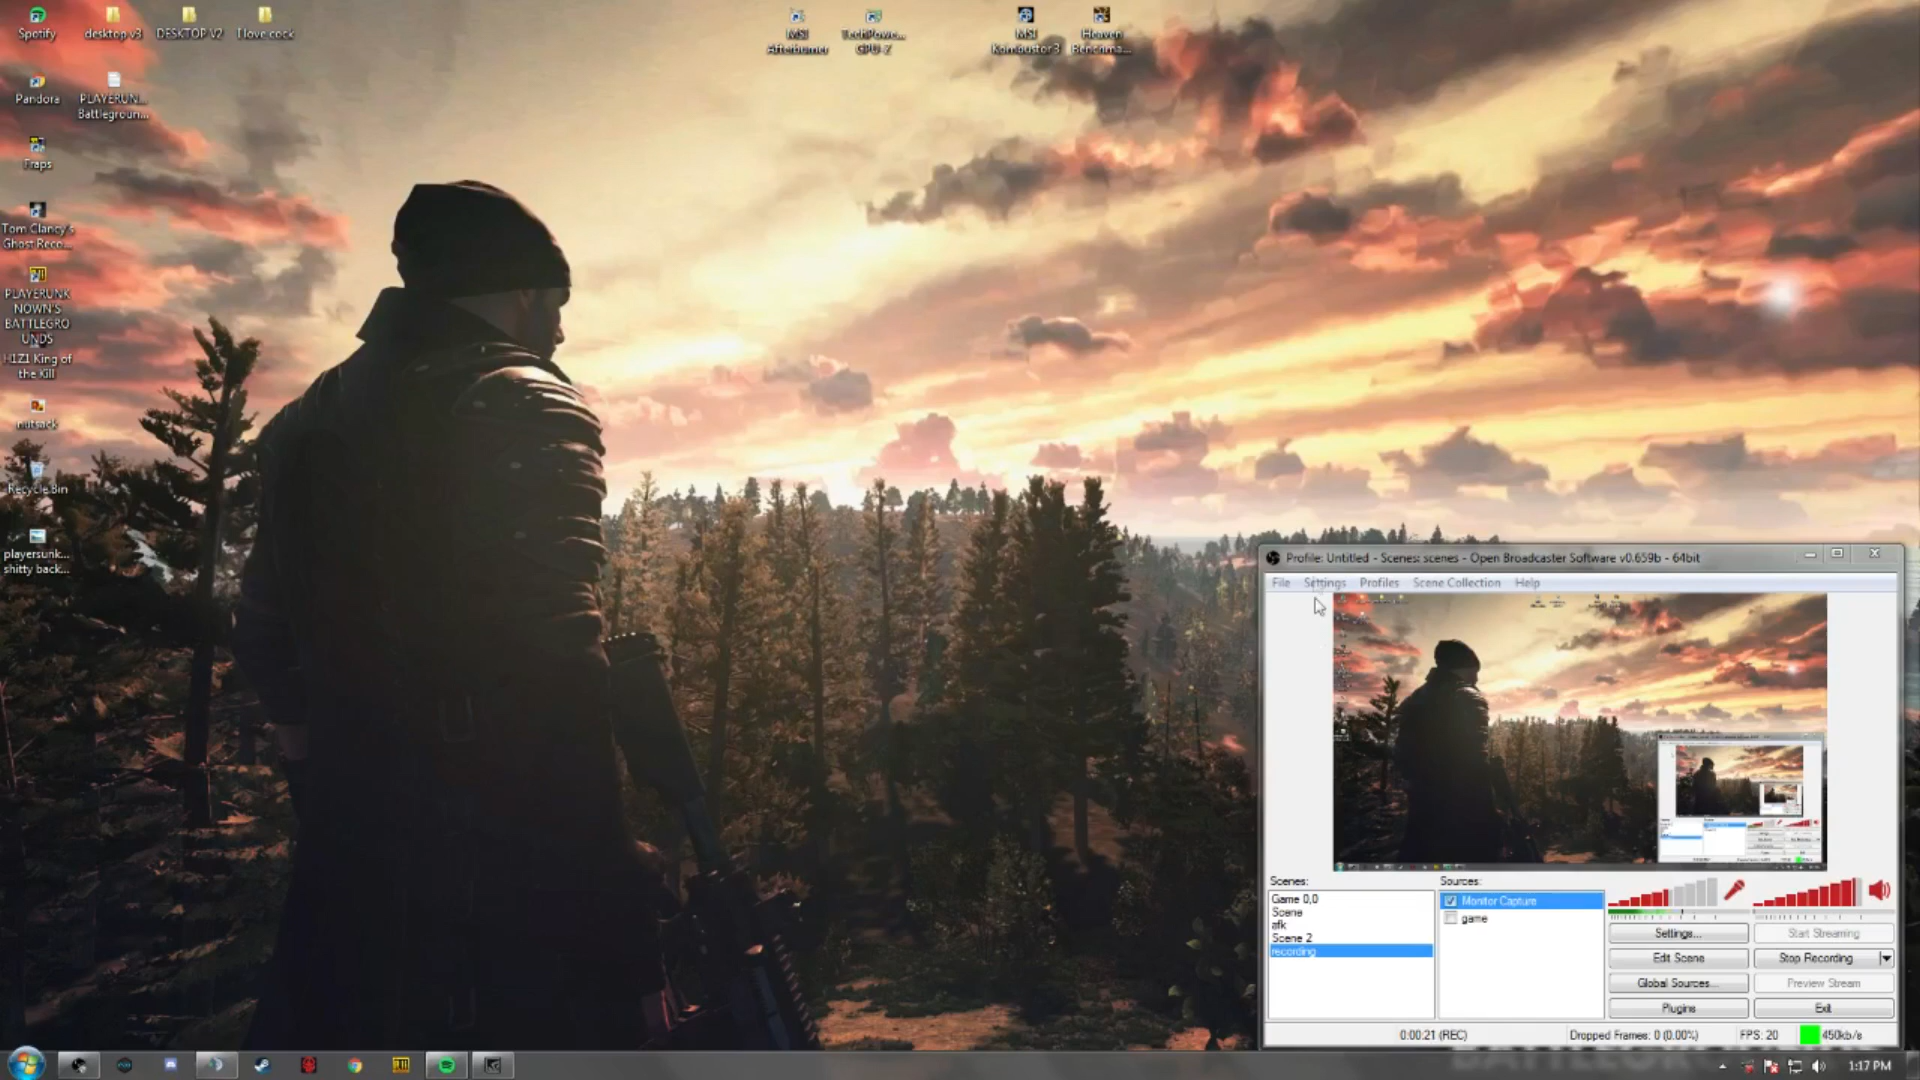 Spotify
desktop v3
DESKTOP V2
I love cock
MSI
Afterburner
TechPowe...
GPU-Z
MSI
Kombustor3
Heaven
Benchma...
Pandora
PLAYERUN...
Battlegroun...
Fraps
Tom Clancy's
Ghost Reco...
PLAYERUNK
NOWN'S
BATTLEGRO
UNDS
H1Z1 King of
the Kill
nutsack
Recycle Bin
playersunk...
shitty back...
Profile: Untitled - Scenes: scenes - Open Broadcaster Software v0.659b - 64bit
File Settings Profiles Scene Collection Help
Scenes:
Sources:
Game 0,0
Scene
afk
Scene 2
recording
Monitor Capture
game
Settings...
Start Streaming
Edit Scene
Stop Recording
Global Sources...
Preview Stream
Plugins
Exit
0:00:21 (REC)
Dropped Frames: 0 (0.00%)
FPS: 20
450kb/s
1:17 PM